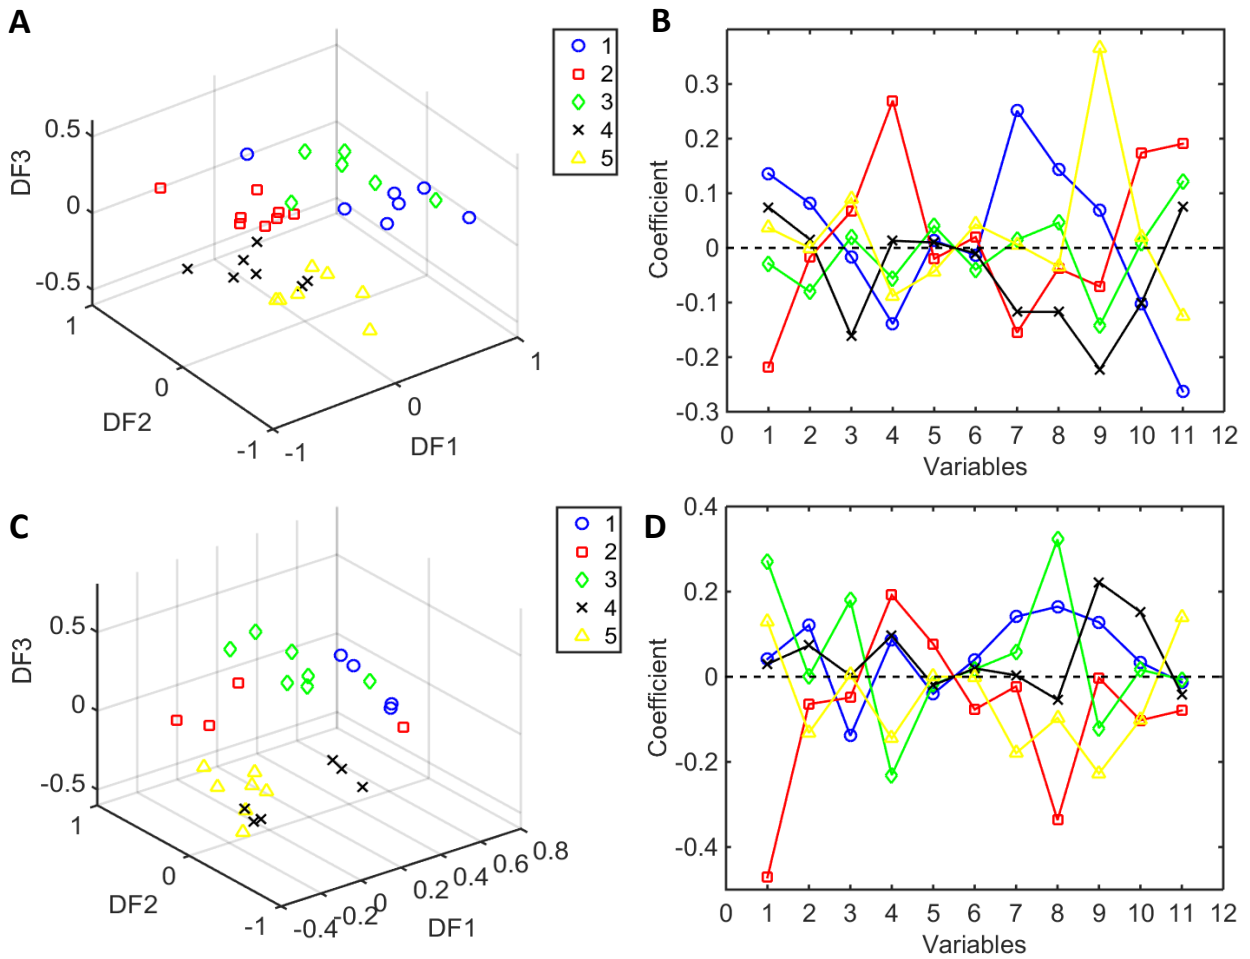 A
0.5
0
-0.5
DF3
1
0
-1
DF2
-1
0
1
DF1
1
2
3
4
5
B
0.3
0.2
0.1
0
-0.1
-0.2
-0.3
Coefficient
0 1 2 3 4 5 6 7 8 9 10 11 12
Variables
C
0.5
0
-0.5
DF3
1
0
-1
DF2
-0.4 -0.2 0 0.2 0.4 0.6 0.8
DF1
1
2
3
4
5
D
0.4
0.2
0
-0.2
-0.4
Coefficient
0 1 2 3 4 5 6 7 8 9 10 11 12
Variables